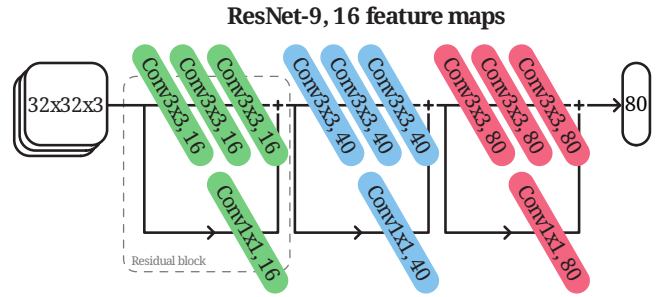 ResNet-9, 16 feature maps
32x32x3
Conv3x3, 16
Conv3x3, 16
Conv3x3, 16
+
Conv3x3, 40
Conv3x3, 40
Conv3x3, 40
+
Conv3x3, 80
Conv3x3, 80
Conv3x3, 80
+
80
Conv1x1, 16
Conv1x1, 40
Conv1x1, 80
Residual block